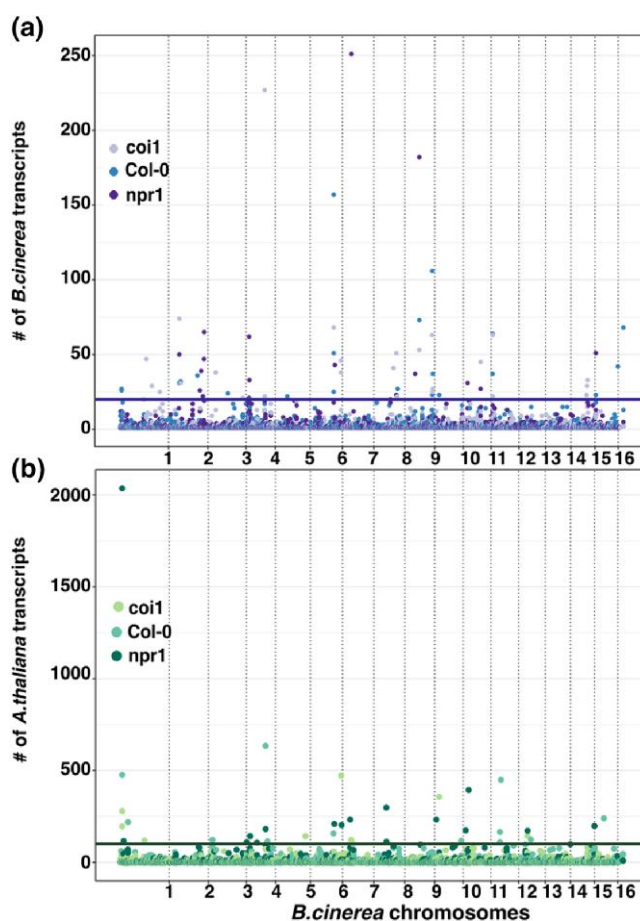 (a)
250
200
150
100
50
0
# of B.cinerea transcripts
coi1
Col-0
npr1
1 2 3 4 5 6 7 8 9 10 11 12 13 14 15 16
(b)
2000
1500
1000
500
0
# of A.thaliana transcripts
coi1
Col-0
npr1
1 2 3 4 5 6 7 8 9 10 11 12 13 14 15 16
B.cinerea chromosomes